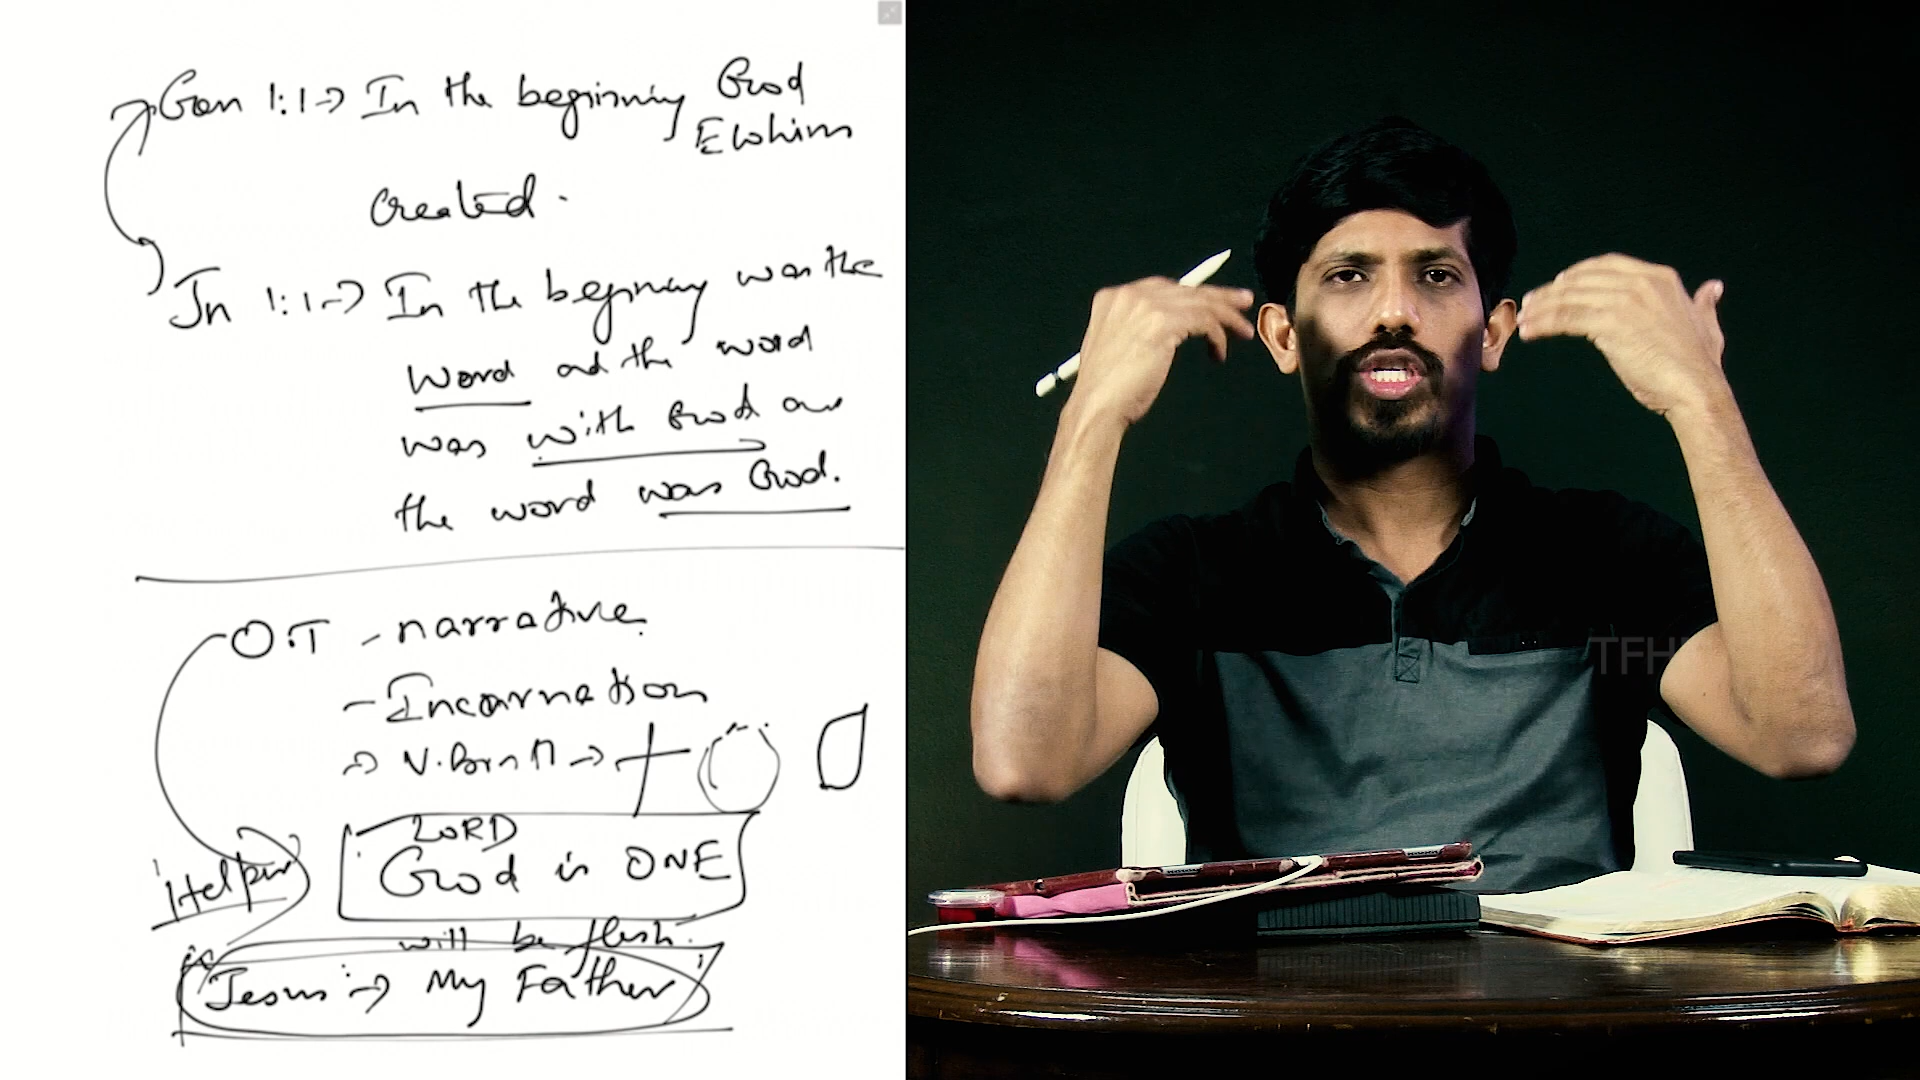 Gen 1:1 → In the beginning God
Elohim
created.
Jn 1:1 → In the beginning was the
Word and the word
was with God and
the word was God.
O.T - narrative.
- Incarnation
→ V. Born →
LORD
God is ONE
Helper
will be flesh.
in
Jesus :→ My Father
TFH